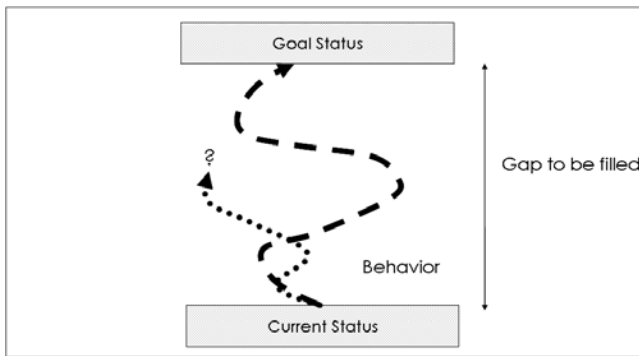 Goal Status
?
Gap to be filled
Behavior
Current Status